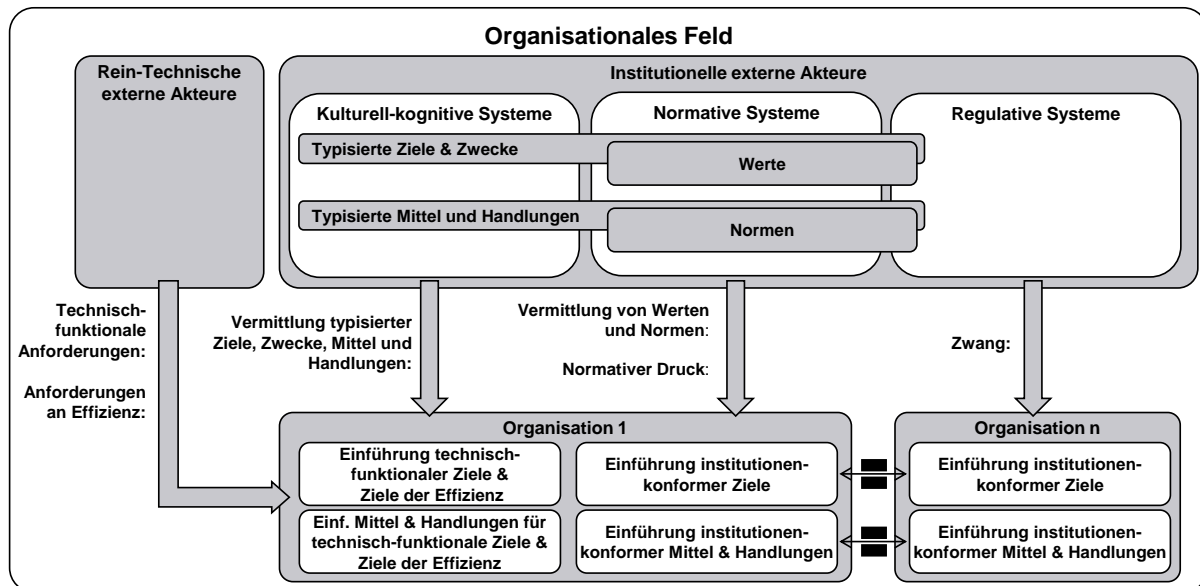 Organisationales Feld
Rein-Technische
externe Akteure
Institutionelle externe Akteure
Kulturell-kognitive Systeme
Normative Systeme
Regulative Systeme
Typisierte Ziele & Zwecke
Werte
Typisierte Mittel und Handlungen
Normen
Technisch-
funktionale
Anforderungen:
Anforderungen
an Effizienz:
Vermittlung typisierter
Ziele, Zwecke, Mittel und
Handlungen:
Vermittlung von Werten
und Normen:
Normativer Druck:
Zwang:
Organisation 1
Einführung technisch-
funktionaler Ziele &
Ziele der Effizienz
Einführung institutionen-
konformer Ziele
Einf. Mittel & Handlungen für
technisch-funktionale Ziele &
Ziele der Effizienz
Einführung institutionen-
konformer Mittel & Handlungen
Organisation n
Einführung institutionen-
konformer Ziele
Einführung institutionen-
konformer Mittel & Handlungen